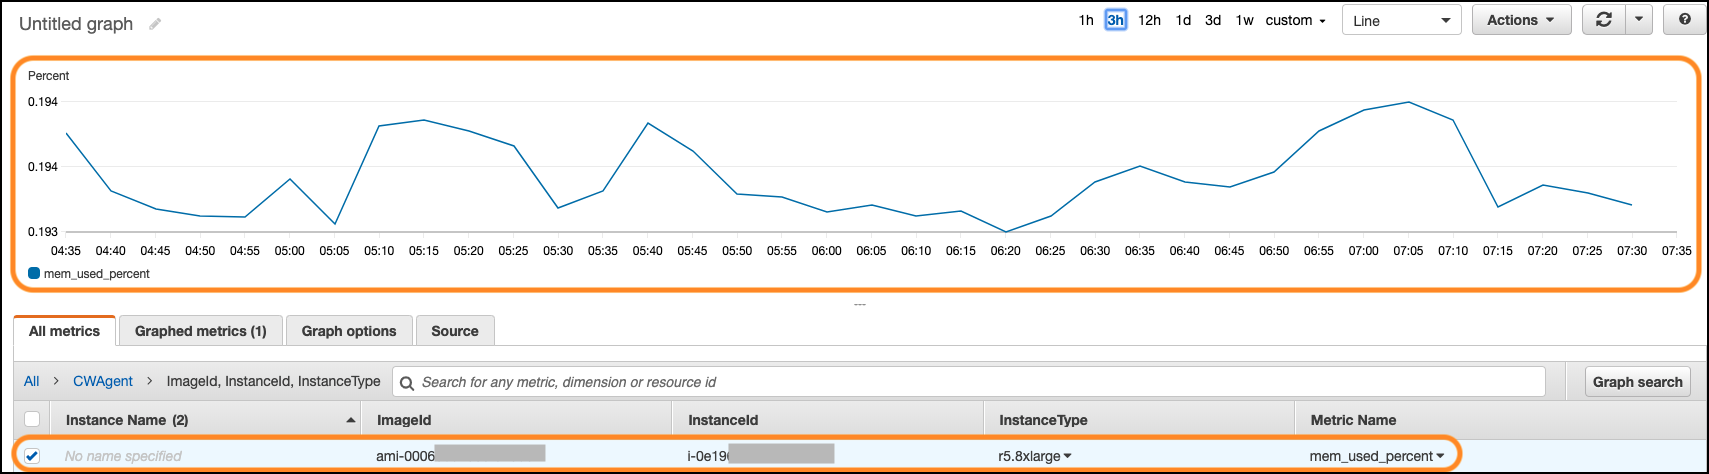 Untitled graph
1h 3h 12h 1d 3d 1w custom Line Actions ?
Percent
0.194
0.194
0.193
04:35 04:40 04:45 04:50 04:55 05:00 05:05 05:10 05:15 05:20 05:25 05:30 05:35 05:40 05:45 05:50 05:55 06:00 06:05 06:10 06:15 06:20 06:25 06:30 06:35 06:40 06:45 06:50 06:55 07:00 07:05 07:10 07:15 07:20 07:25 07:30 07:35
mem_used_percent
All metrics Graphed metrics (1) Graph options Source
All > CWAgent > ImageId, InstanceId, InstanceType Search for any metric, dimension or resource id Graph search
Instance Name (2) ImageId InstanceId InstanceType Metric Name
No name specified ami-0006 i-0e19 r5.8xlarge mem_used_percent